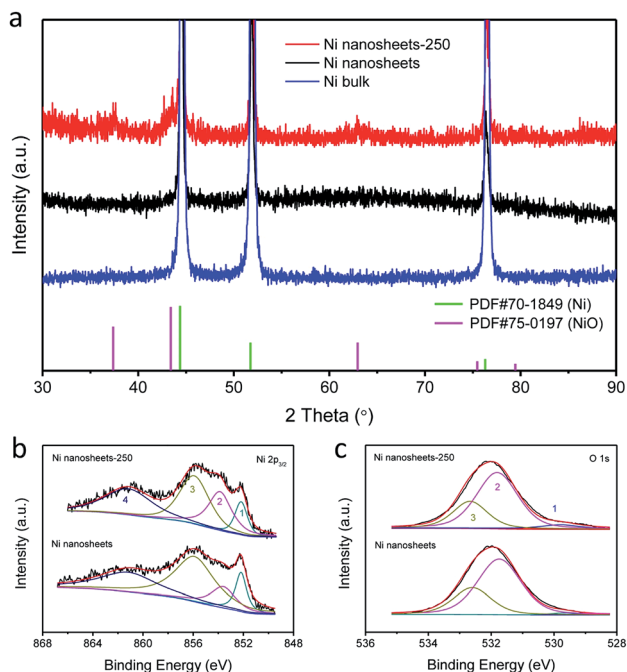 a
Ni nanosheets-250
Ni nanosheets
Ni bulk
Intensity (a.u.)
PDF#70-1849 (Ni)
PDF#75-0197 (NiO)
30 40 50 60 70 80 90
2 Theta (°)
b
Ni nanosheets-250
Ni 2p3/2
4
3
2
1
Ni nanosheets
Intensity (a.u.)
868 864 860 856 852 848
Binding Energy (eV)
c
Ni nanosheets-250
O 1s
2
3
1
Ni nanosheets
Intensity (a.u.)
536 534 532 530 528
Binding Energy (eV)